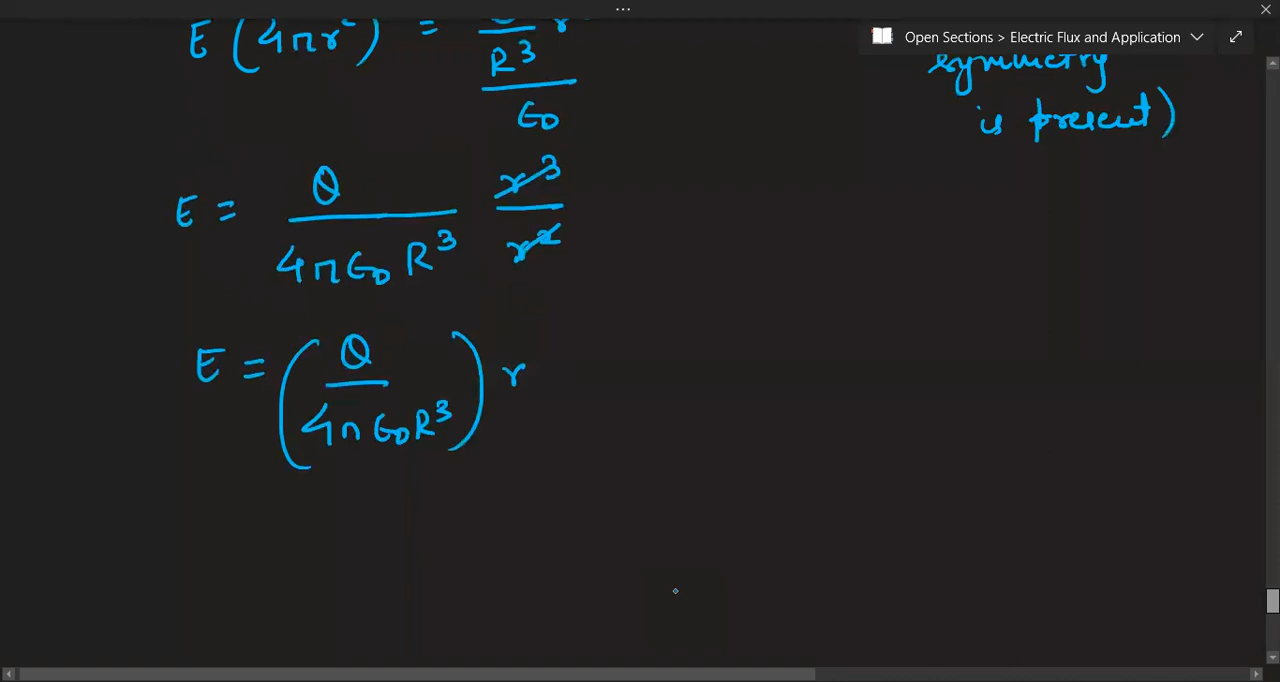 ...
Open Sections > Electric Flux and Application
E (4πr²) = Q/R³ r / ϵ₀
symmetry
is present)
E = Q/4πϵ₀R³ r³/r²
E = (Q/4πϵ₀R³) r